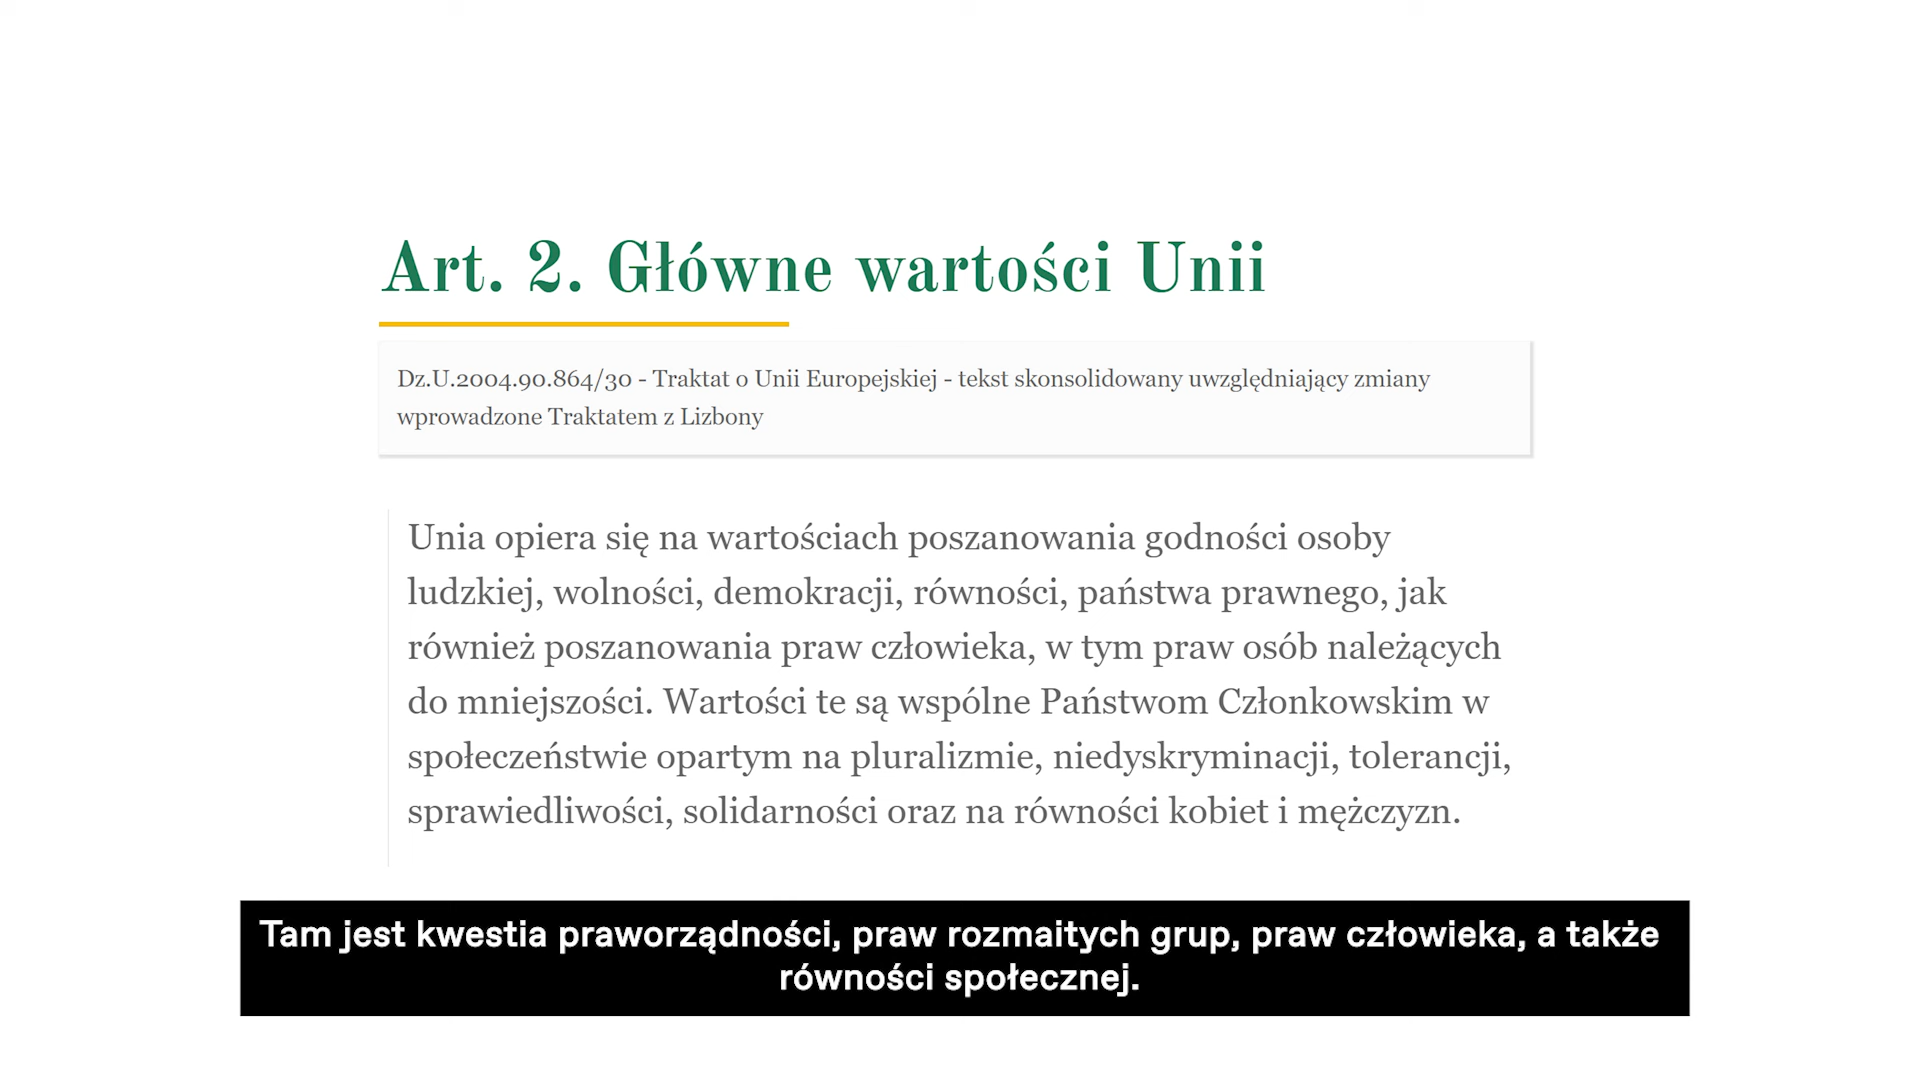 Art. 2. Główne wartości Unii
Dz.U.2004.90.864/30 - Traktat o Unii Europejskiej - tekst skonsolidowany uwzględniający zmiany
wprowadzone Traktatem z Lizbony
Unia opiera się na wartościach poszanowania godności osoby
ludzkiej, wolności, demokracji, równości, państwa prawnego, jak
również poszanowania praw człowieka, w tym praw osób należących
do mniejszości. Wartości te są wspólne Państwom Członkowskim w
społeczeństwie opartym na pluralizmie, niedyskryminacji, tolerancji,
sprawiedliwości, solidarności oraz na równości kobiet i mężczyzn.
Tam jest kwestia praworządności, praw rozmaitych grup, praw człowieka, a także
równości społecznej.